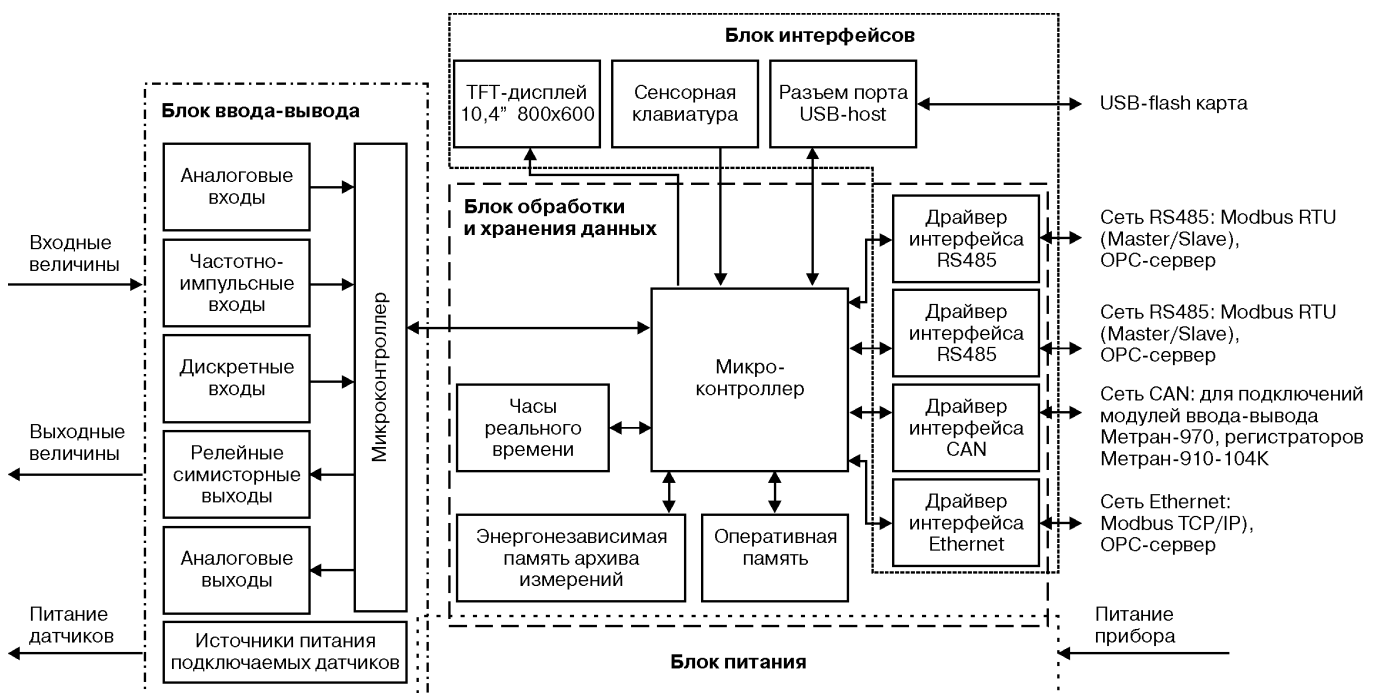 Блок интерфейсов
TFT-дисплей
10,4” 800x600
Сенсорная
клавиатура
Разъем порта
USB-host
USB-flash карта
Блок ввода-вывода
Аналоговые
входы
Частотно-
импульсные
входы
Дискретные
входы
Релейные
симисторные
выходы
Аналоговые
выходы
Источники питания
подключаемых датчиков
Микроконтроллер
Входные
величины
Выходные
величины
Питание
датчиков
Блок обработки
и хранения данных
Микро-
контроллер
Часы
реального
времени
Энергонезависимая
память архива
измерений
Оперативная
память
Драйвер
интерфейса
RS485
Драйвер
интерфейса
RS485
Драйвер
интерфейса
CAN
Драйвер
интерфейса
Ethernet
Сеть RS485: Modbus RTU
(Master/Slave),
OPC-сервер
Сеть RS485: Modbus RTU
(Master/Slave),
OPC-сервер
Сеть CAN: для подключений
модулей ввода-вывода
Метран-970, регистраторов
Метран-910-104К
Сеть Ethernet:
Modbus TCP/IP),
OPC-сервер
Питание
прибора
Блок питания